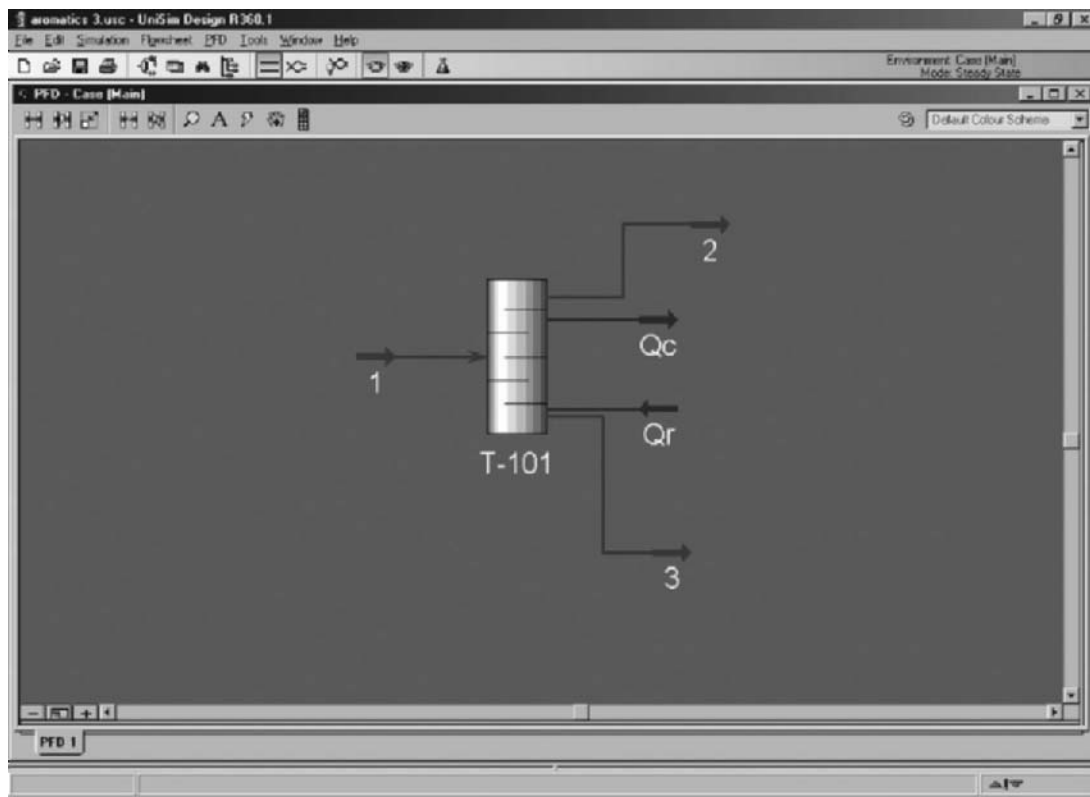 aromatics 3.usc - UniSim Design R360.1
File Edit Simulation Flowsheet PFD Tools Window Help
Environment: Case (Main)
Mode: Steady State
PFD - Case (Main)
A
Default Colour Scheme
2
Qc
1
Qr
T-101
3
PFD 1